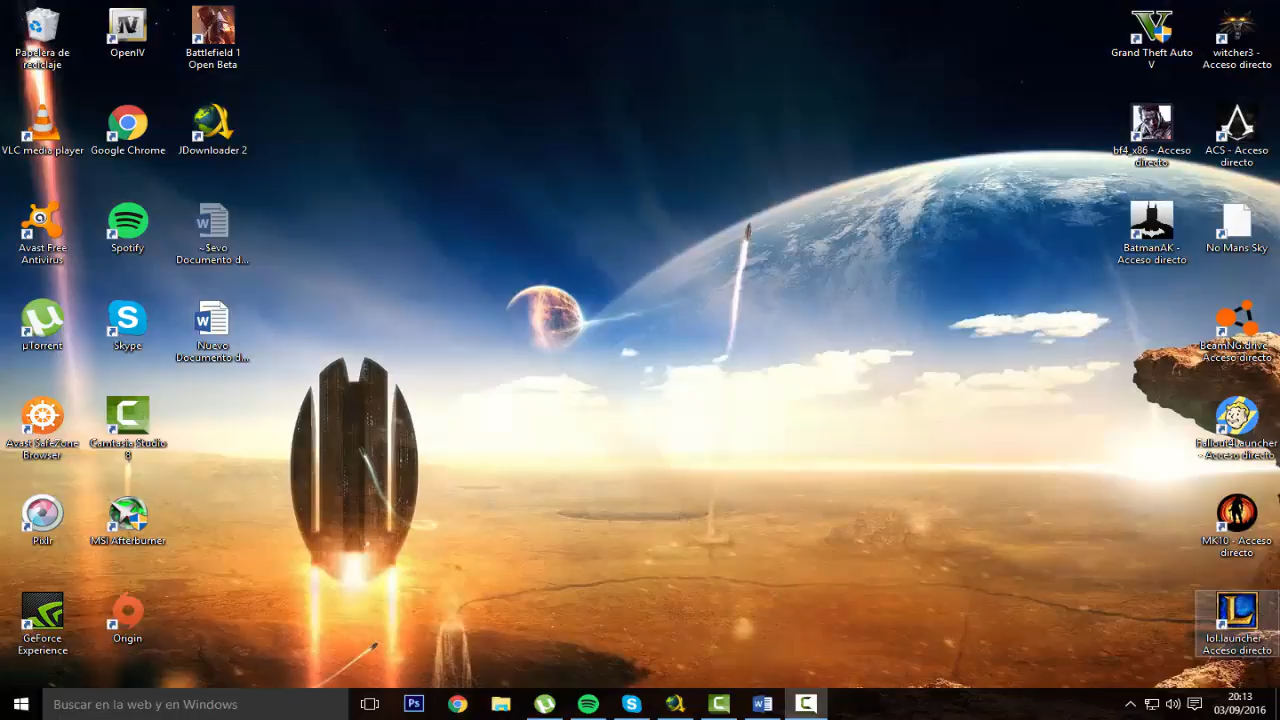 Papelera de
reciclaje
OpenIV
Battlefield 1
Open Beta
VLC media player
Google Chrome
JDownloader 2
Avast Free
Antivirus
Spotify
~$evo
Documento d...
µTorrent
Skype
Nuevo
Documento d...
Avast SafeZone
Browser
Camtasia Studio
8
Pixlr
MSI Afterburner
GeForce
Experience
Origin
Grand Theft Auto
V
witcher3 -
Acceso directo
bf4_x86 - Acceso
directo
ACS - Acceso
directo
BatmanAK -
Acceso directo
No Mans Sky
BeamNG.drive -
Acceso directo
Fallout4Launcher
- Acceso directo
MK10 - Acceso
directo
lol.launcher -
Acceso directo
Buscar en la web y en Windows
Ps
20:13
03/09/2016